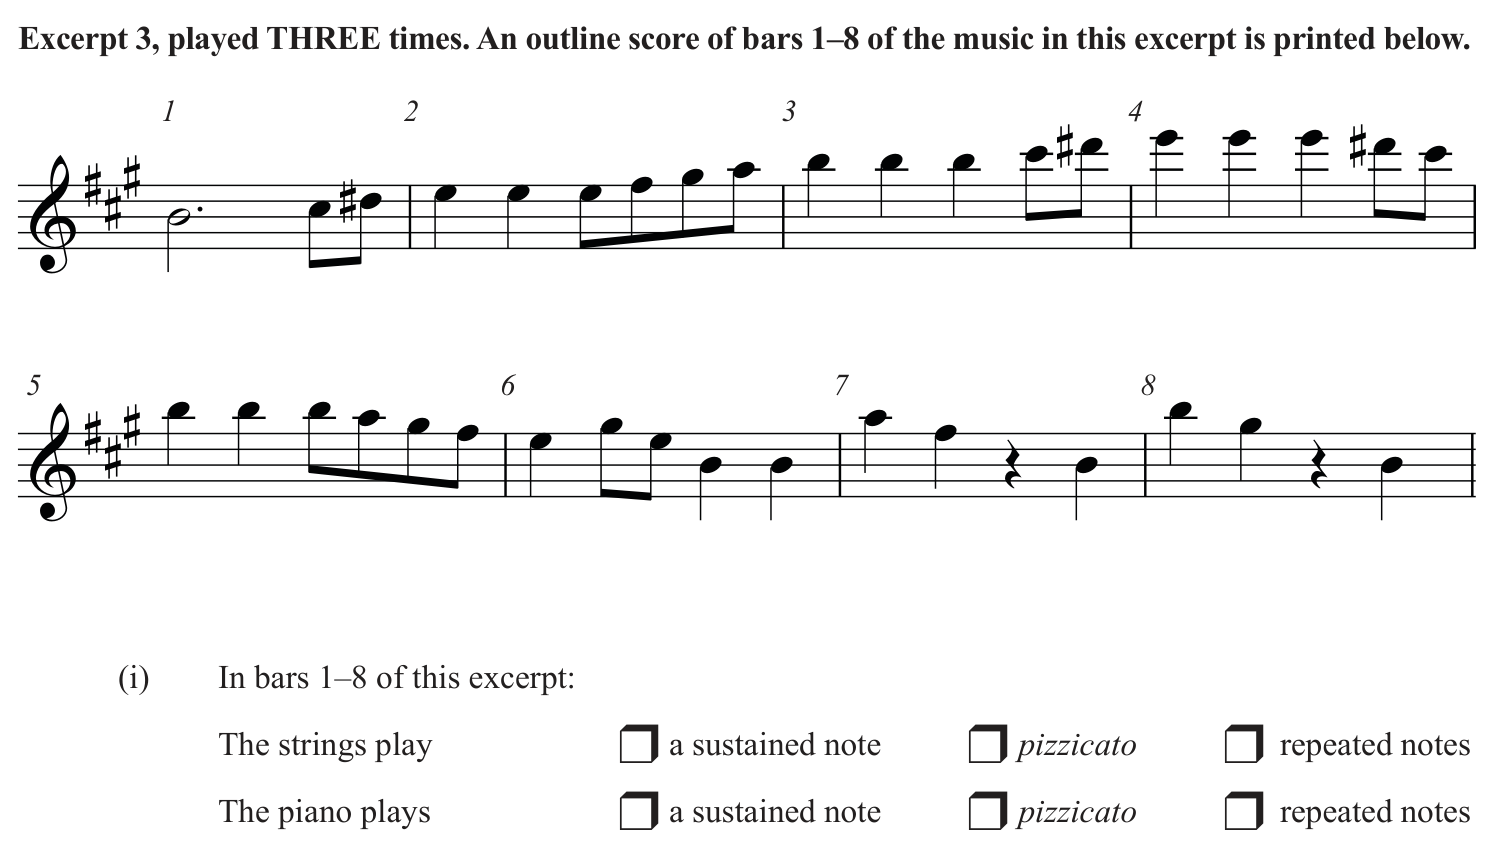 Excerpt 3, played THREE times. An outline score of bars 1–8 of the music in this excerpt is printed below.
1 2 3 4
5 6 7 8
(i) In bars 1–8 of this excerpt:
The strings play a sustained note pizzicato repeated notes
The piano plays a sustained note pizzicato repeated notes